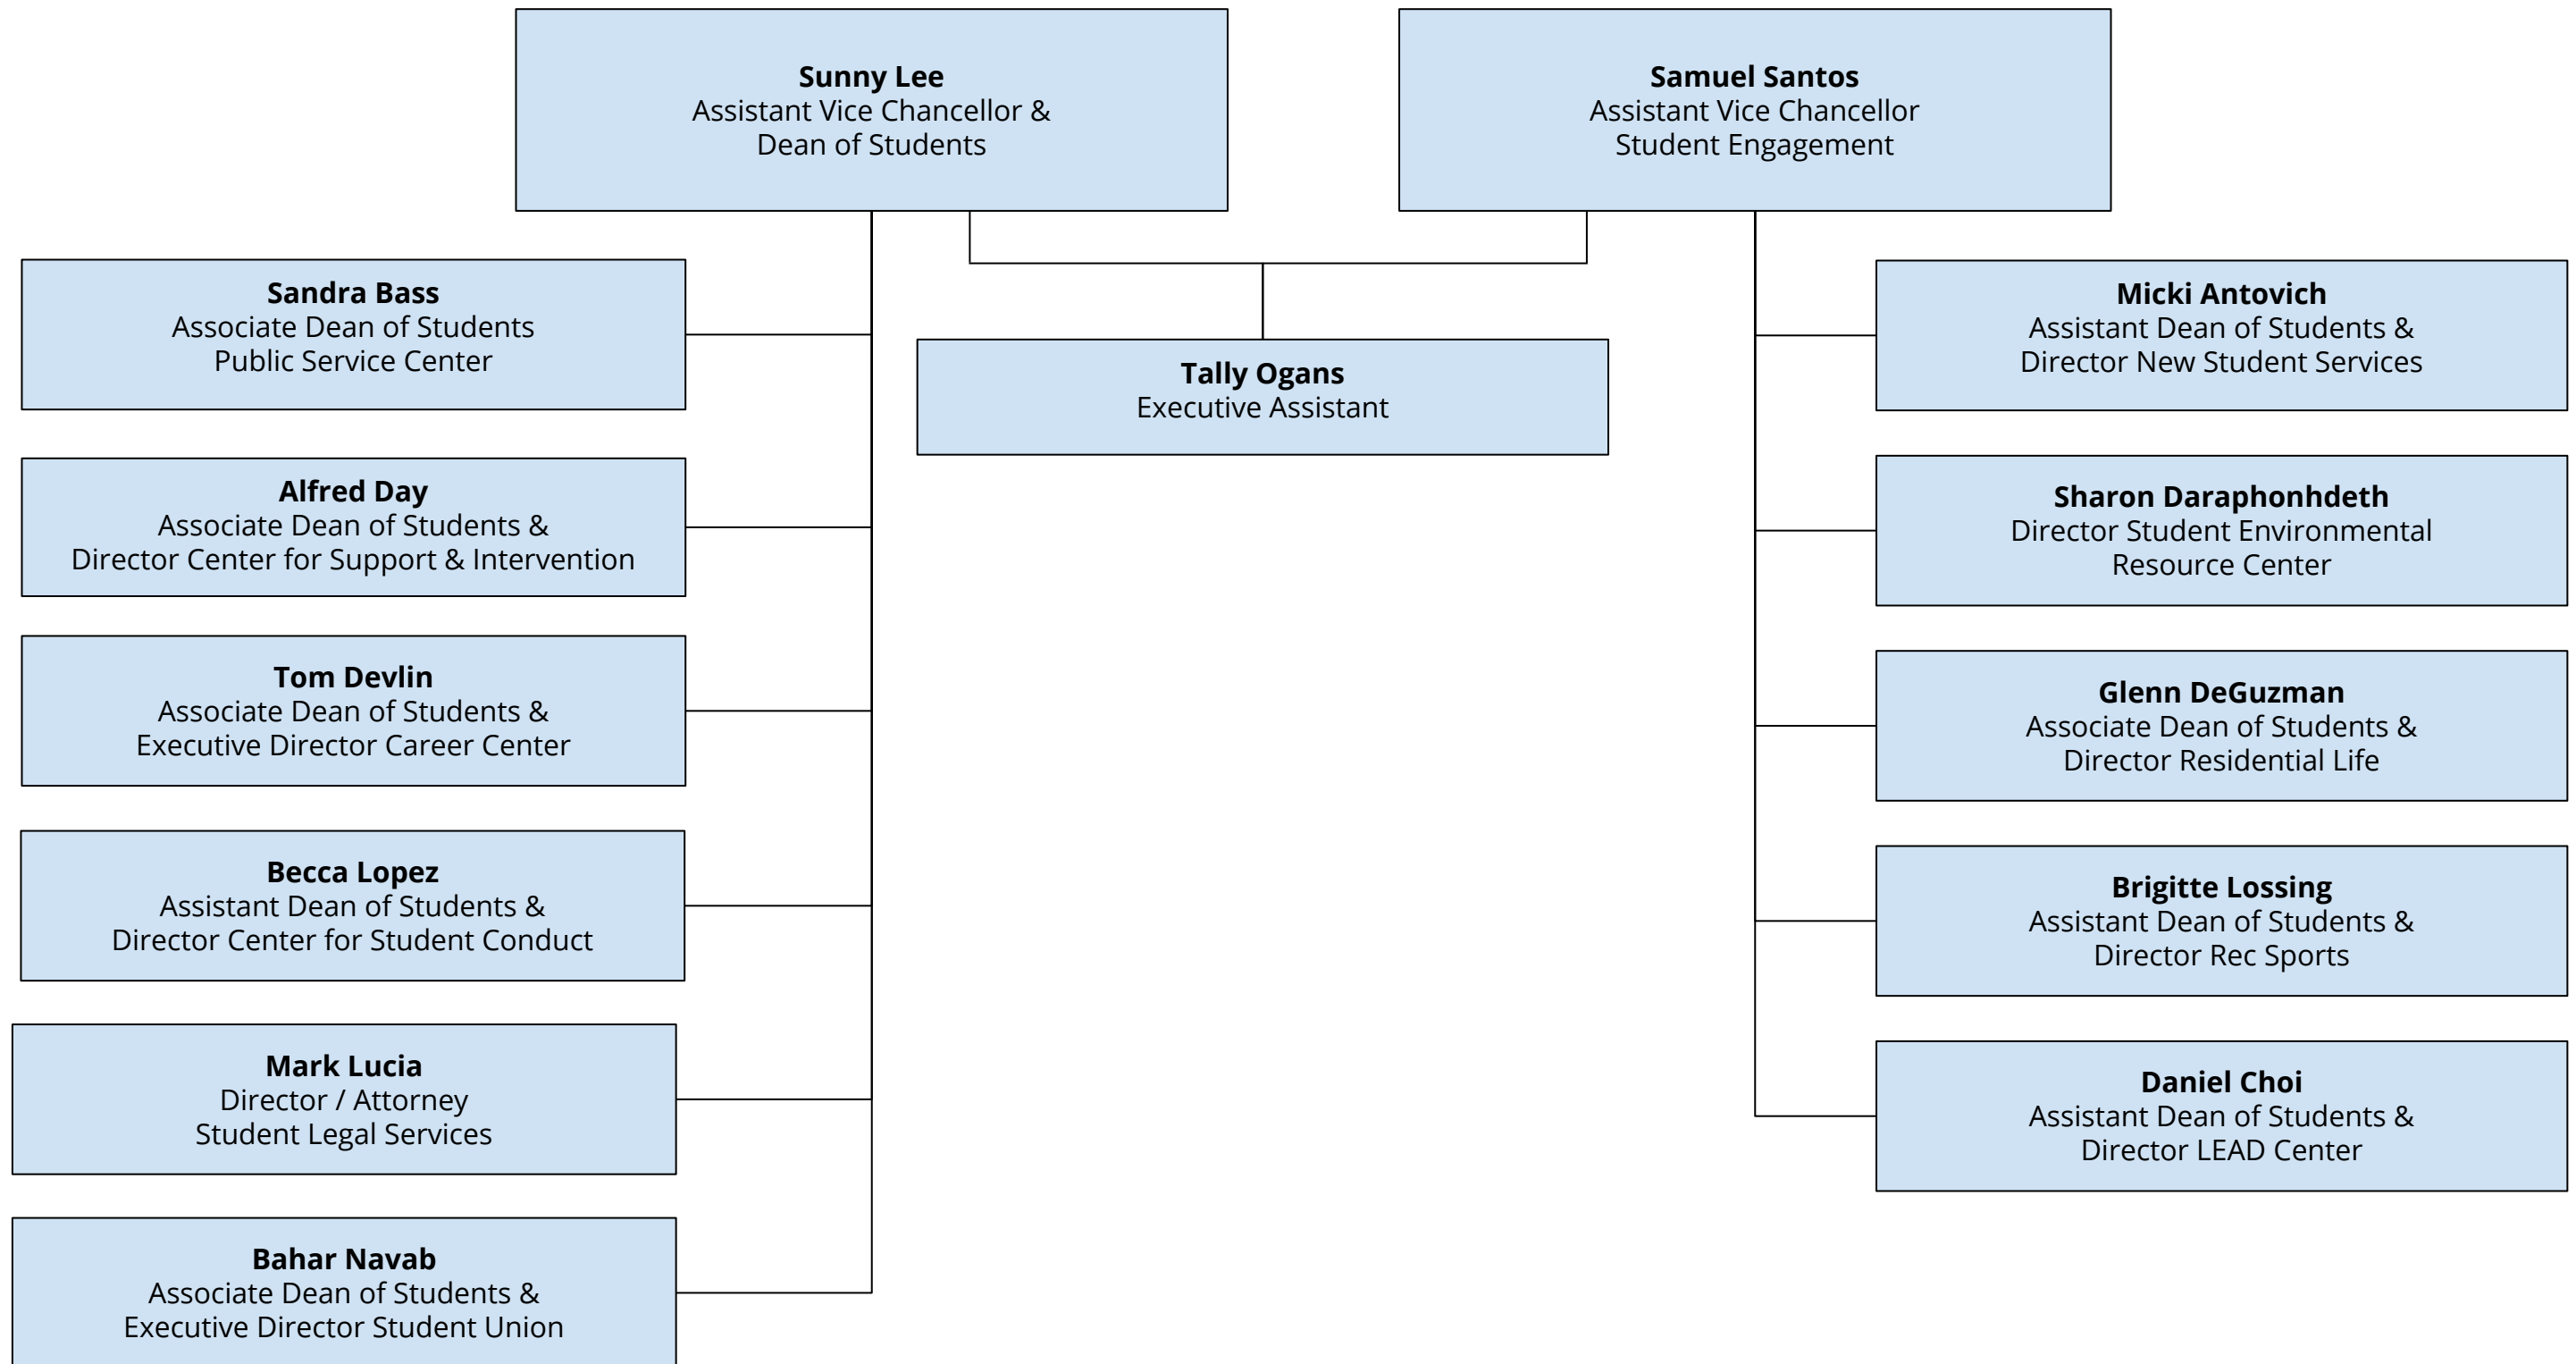 Sunny Lee
Assistant Vice Chancellor &
Dean of Students
Samuel Santos
Assistant Vice Chancellor
Student Engagement
Sandra Bass
Associate Dean of Students
Public Service Center
Tally Ogans
Executive Assistant
Micki Antovich
Assistant Dean of Students &
Director New Student Services
Alfred Day
Associate Dean of Students &
Director Center for Support & Intervention
Sharon Daraphonhdeth
Director Student Environmental
Resource Center
Tom Devlin
Associate Dean of Students &
Executive Director Career Center
Glenn DeGuzman
Associate Dean of Students &
Director Residential Life
Becca Lopez
Assistant Dean of Students &
Director Center for Student Conduct
Brigitte Lossing
Assistant Dean of Students &
Director Rec Sports
Mark Lucia
Director / Attorney
Student Legal Services
Daniel Choi
Assistant Dean of Students &
Director LEAD Center
Bahar Navab
Associate Dean of Students &
Executive Director Student Union